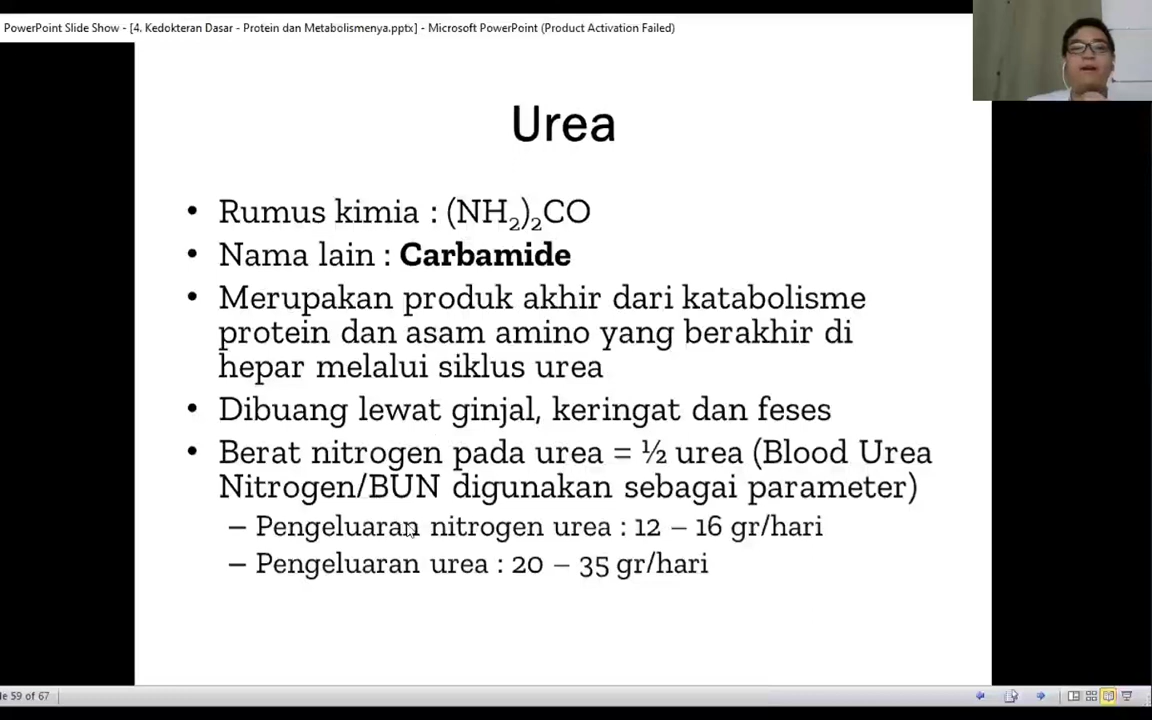 PowerPoint Slide Show - [4. Kedokteran Dasar - Protein dan Metabolismenya.pptx] - Microsoft PowerPoint (Product Activation Failed)
Urea
• Rumus kimia : (NH₂)₂CO
• Nama lain : Carbamide
• Merupakan produk akhir dari katabolisme
protein dan asam amino yang berakhir di
hepar melalui siklus urea
• Dibuang lewat ginjal, keringat dan feses
• Berat nitrogen pada urea = ½ urea (Blood Urea
Nitrogen/BUN digunakan sebagai parameter)
– Pengeluaran nitrogen urea : 12 – 16 gr/hari
– Pengeluaran urea : 20 – 35 gr/hari
le 59 of 67